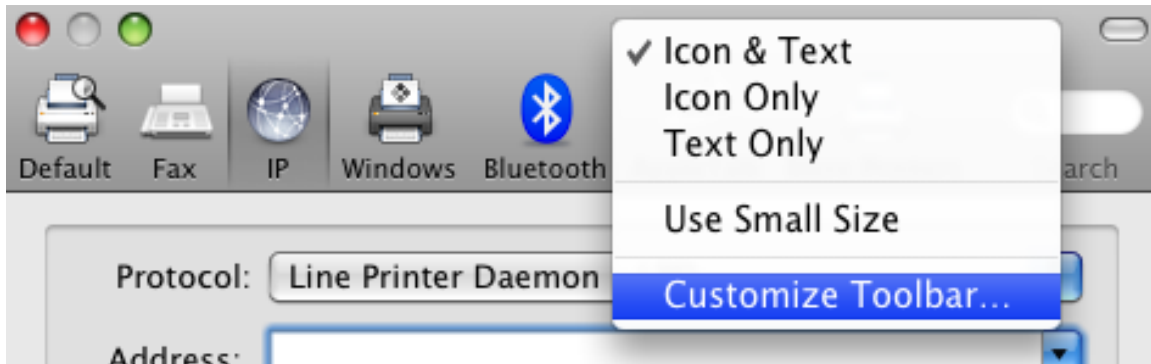 Icon & Text
Icon Only
Text Only
Use Small Size
Customize Toolbar...
Default Fax IP Windows Bluetooth arch
Protocol: Line Printer Daemon
Address: